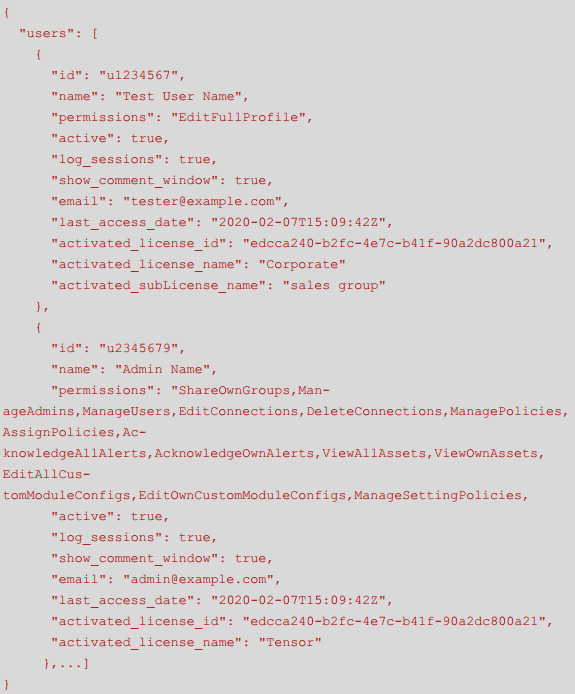 {
"users": [
{
"id": "u1234567",
"name": "Test User Name",
"permissions": "EditFullProfile",
"active": true,
"log_sessions": true,
"show_comment_window": true,
"email": "tester@example.com",
"last_access_date": "2020-02-07T15:09:42Z",
"activated_license_id": "edcca240-b2fc-4e7c-b41f-90a2dc800a21",
"activated_license_name": "Corporate"
"activated_subLicense_name": "sales group"
},
{
"id": "u2345679",
"name": "Admin Name",
"permissions": "ShareOwnGroups,Man-
ageAdmins,ManageUsers,EditConnections,DeleteConnections,ManagePolicies,
AssignPolicies,Ac-
knowledgeAllAlerts,AcknowledgeOwnAlerts,ViewAllAssets,ViewOwnAssets,
EditAllCus-
tomModuleConfigs,EditOwnCustomModuleConfigs,ManageSettingPolicies,
"active": true,
"log_sessions": true,
"show_comment_window": true,
"email": "admin@example.com",
"last_access_date": "2020-02-07T15:09:42Z",
"activated_license_id": "edcca240-b2fc-4e7c-b41f-90a2dc800a21",
"activated_license_name": "Tensor"
},...]
}